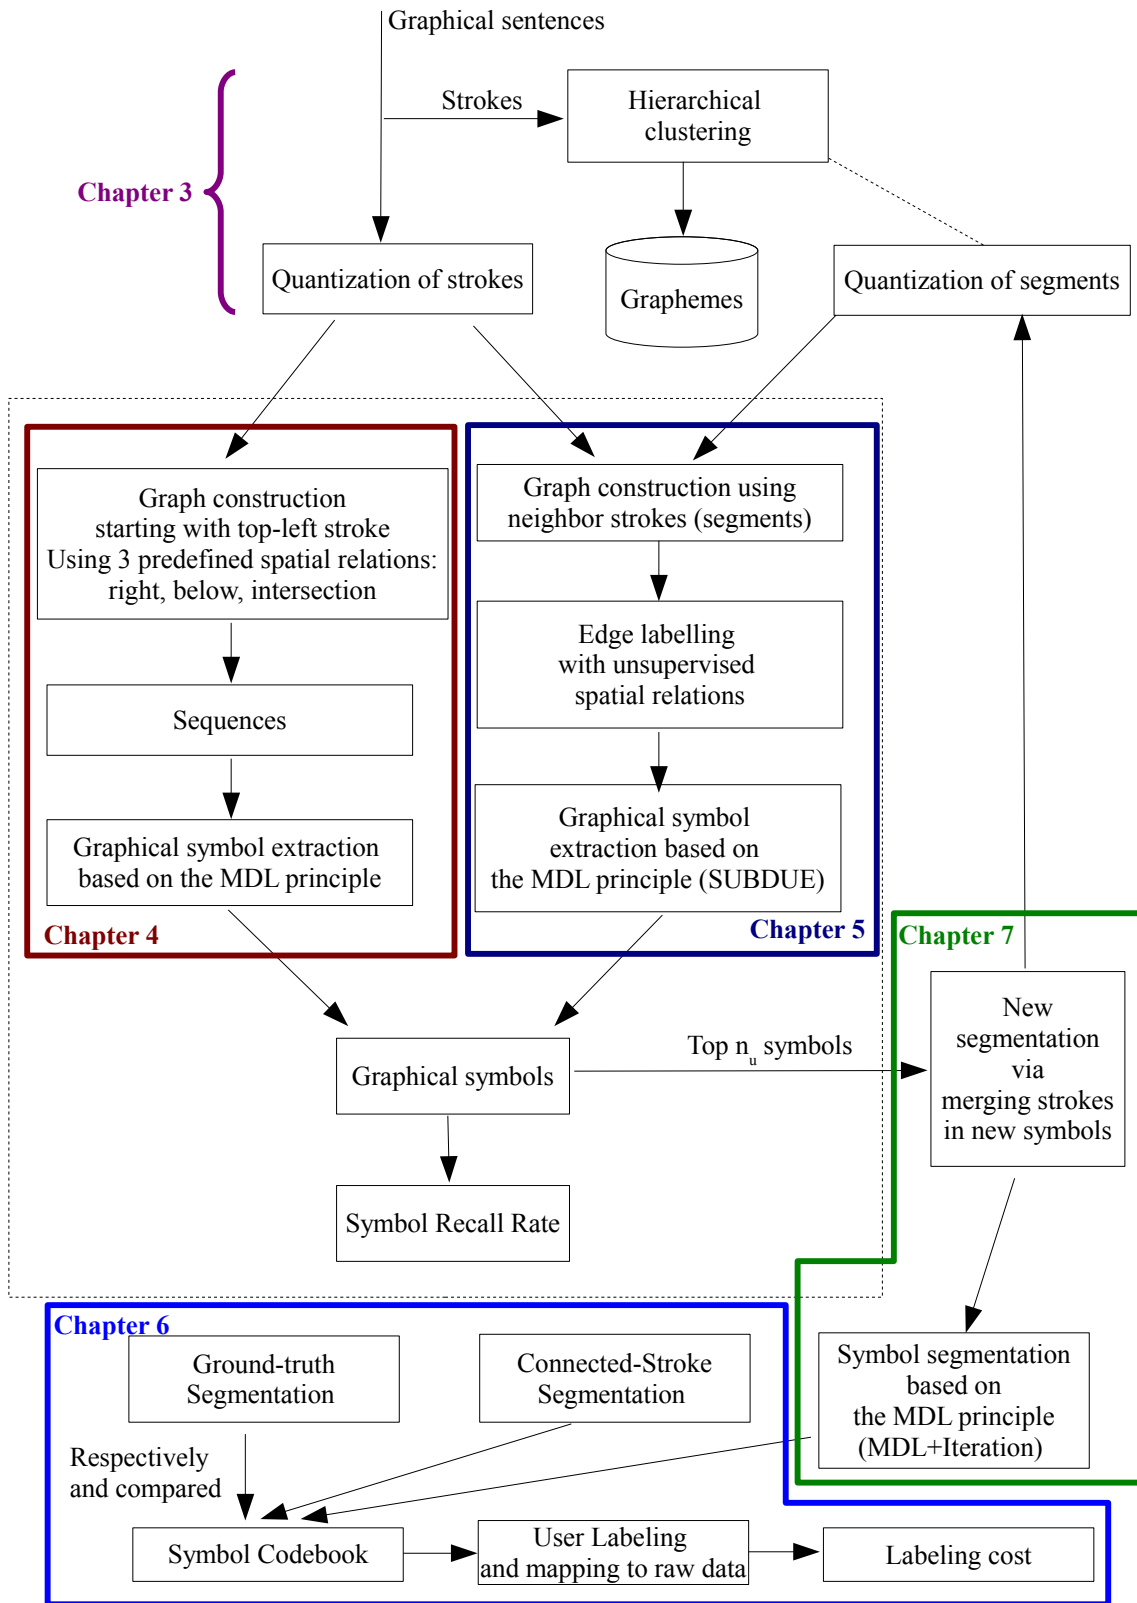 Graphical sentences
Strokes
Hierarchical
clustering
Chapter 3
Quantization of strokes
Graphemes
Quantization of segments
Graph construction
starting with top-left stroke
Using 3 predefined spatial relations:
right, below, intersection
Sequences
Graphical symbol extraction
based on the MDL principle
Chapter 4
Graph construction using
neighbor strokes (segments)
Edge labelling
with unsupervised
spatial relations
Graphical symbol
extraction based on
the MDL principle (SUBDUE)
Chapter 5
Chapter 7
New
segmentation
via
merging strokes
in new symbols
Top n_u symbols
Graphical symbols
Symbol Recall Rate
Chapter 6
Ground-truth
Segmentation
Connected-Stroke
Segmentation
Symbol segmentation
based on
the MDL principle
(MDL+Iteration)
Respectively
and compared
Symbol Codebook
User Labeling
and mapping to raw data
Labeling cost